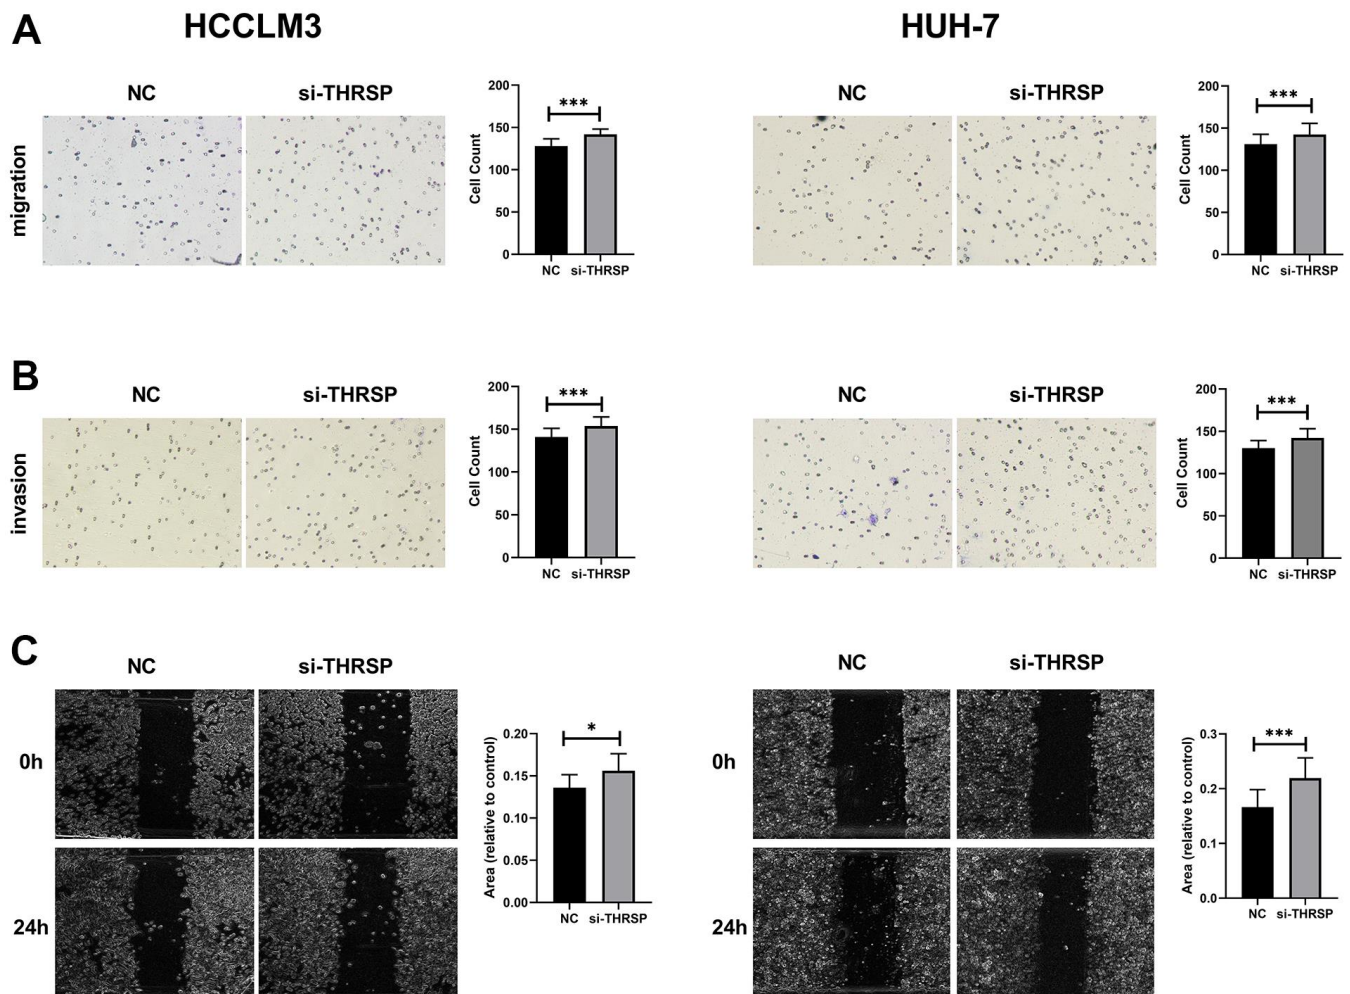 A
HCCLM3
HUH-7
NC
si-THRSP
migration
200
150
100
50
0
Cell Count
***
NC
si-THRSP
NC
si-THRSP
200
150
100
50
0
Cell Count
***
NC
si-THRSP
B
NC
si-THRSP
invasion
200
150
100
50
0
Cell Count
***
NC
si-THRSP
NC
si-THRSP
200
150
100
50
0
Cell Count
***
NC
si-THRSP
C
NC
si-THRSP
0h
24h
0.20
0.15
0.10
0.05
0.00
Area (relative to control)
*
NC
si-THRSP
NC
si-THRSP
0h
24h
0.3
0.2
0.1
0.0
Area (relative to control)
***
NC
si-THRSP